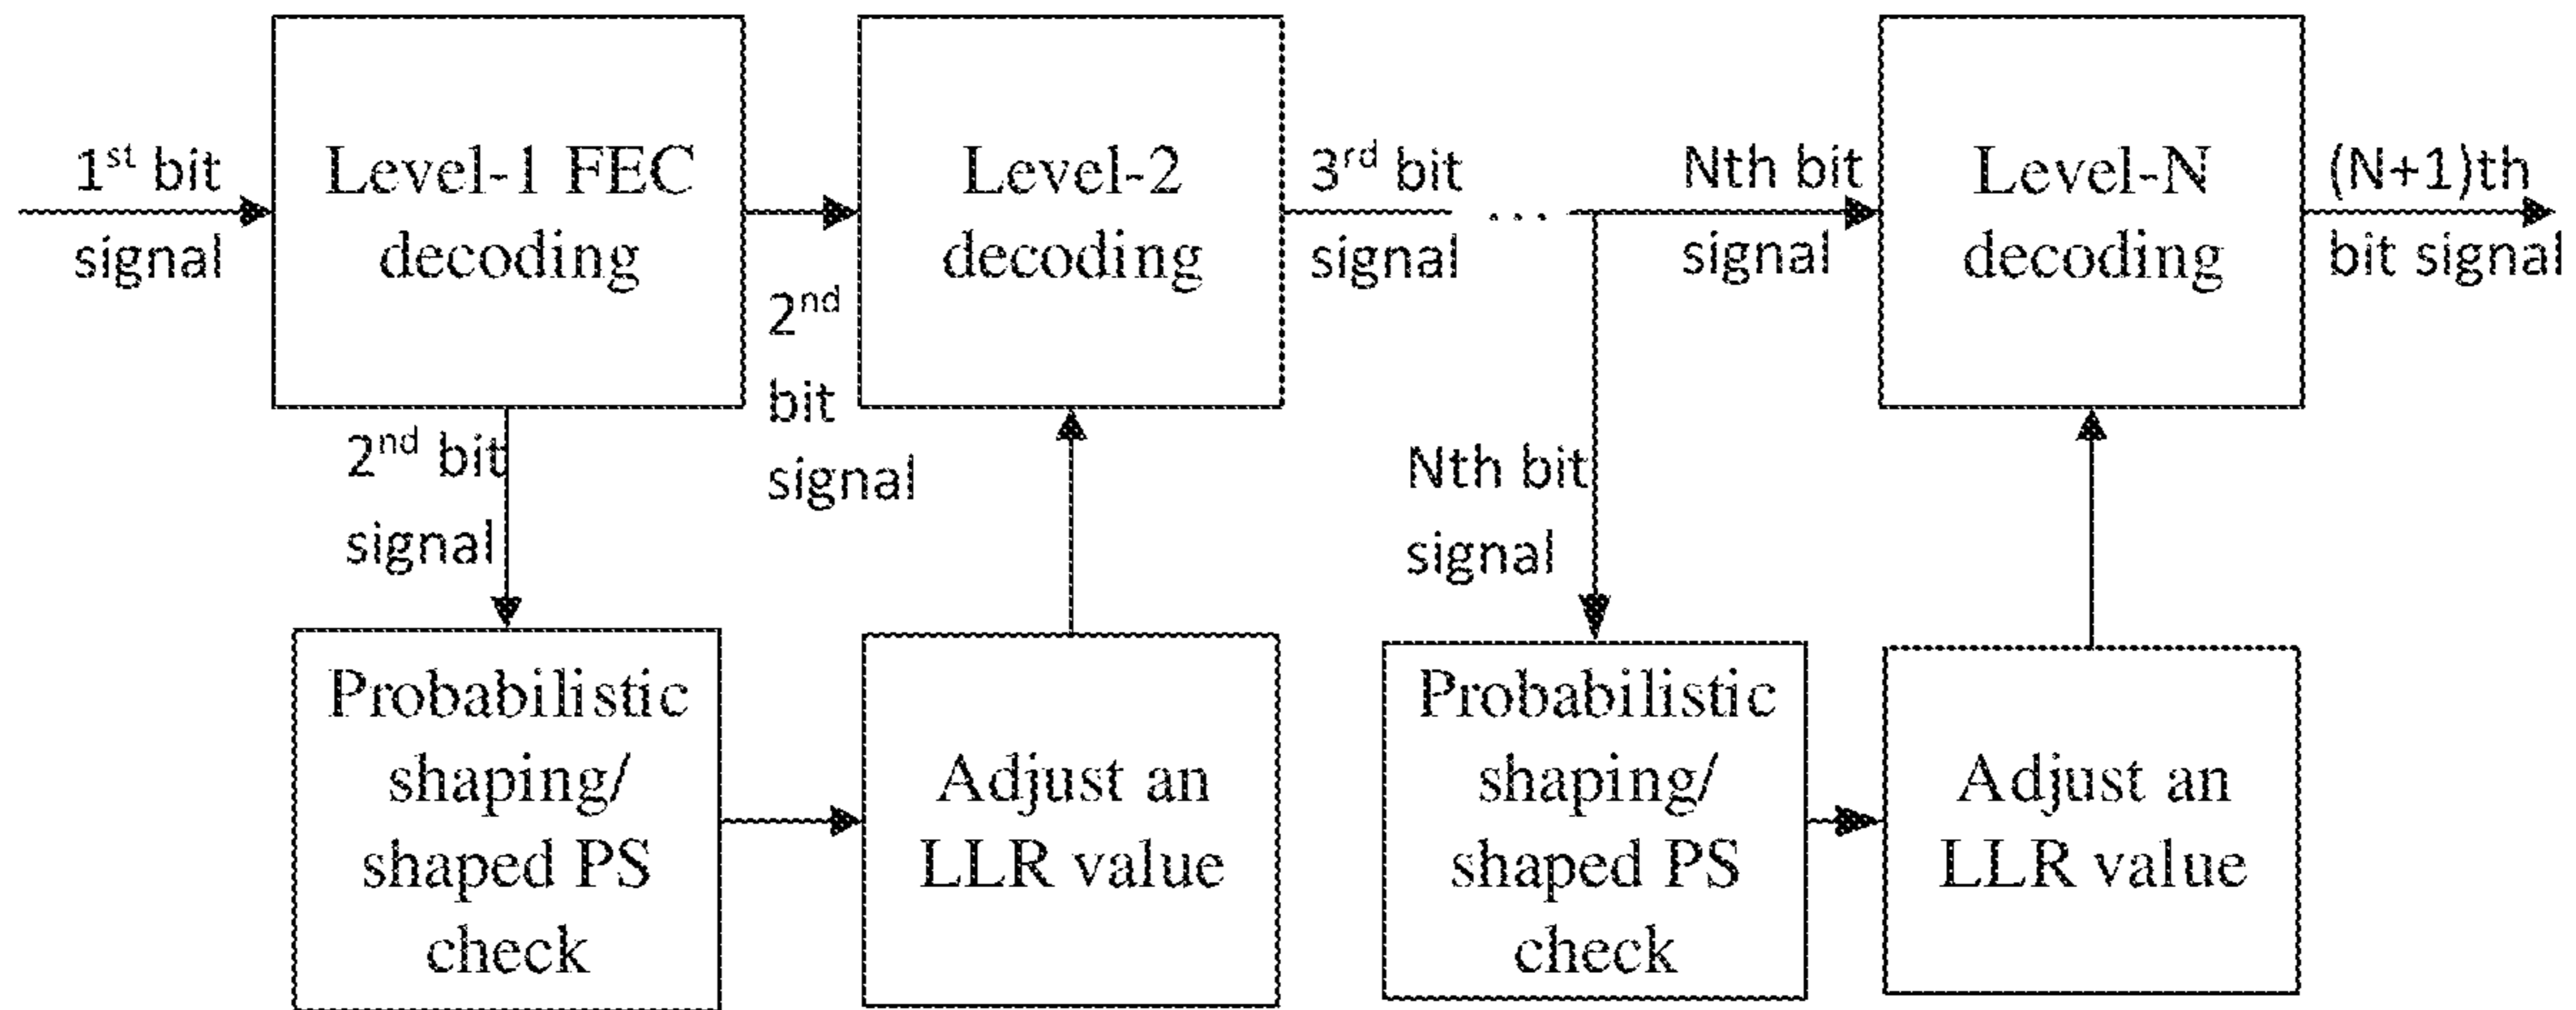 1st bit
signal
Level-1 FEC
decoding
2nd
bit
signal
Level-2
decoding
3rd bit
signal
...
Nth bit
signal
Level-N
decoding
(N+1)th
bit signal
2nd bit
signal
Nth bit
signal
Probabilistic
shaping/
shaped PS
check
Adjust an
LLR value
Probabilistic
shaping/
shaped PS
check
Adjust an
LLR value